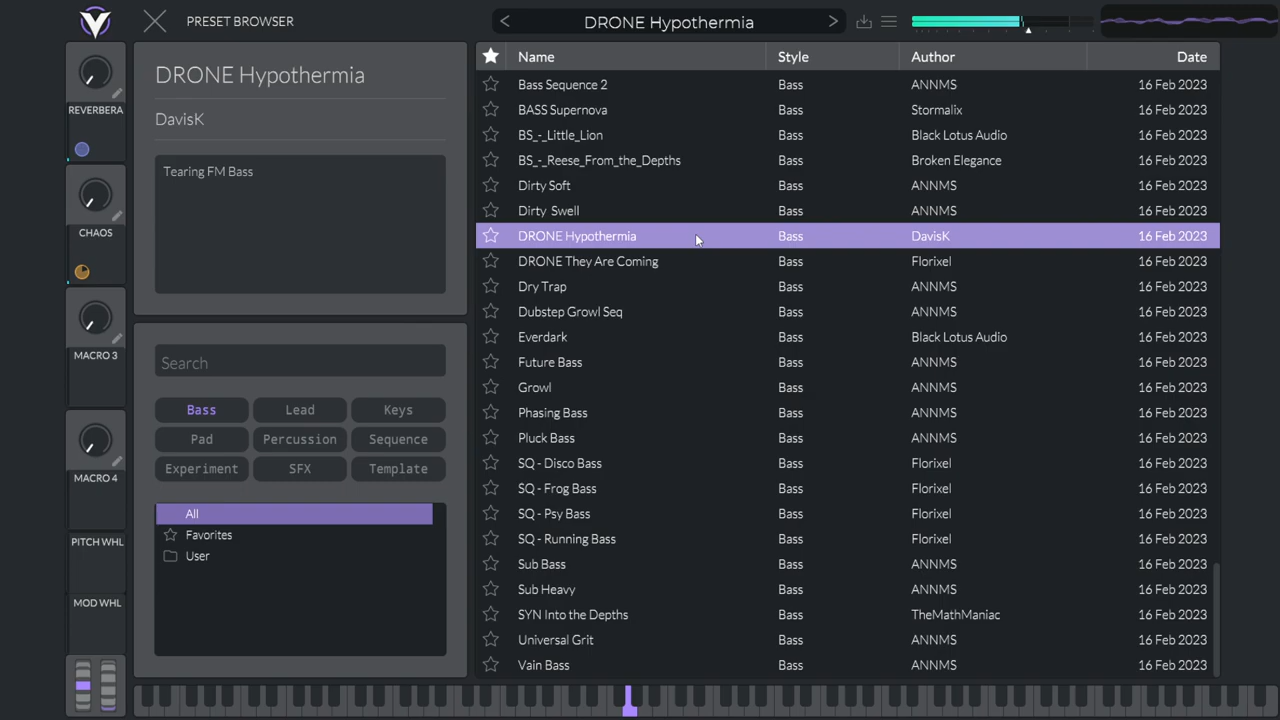 PRESET BROWSER
DRONE Hypothermia
REVERBERA
CHAOS
MACRO 3
MACRO 4
PITCH WHL
MOD WHL
DRONE Hypothermia
DavisK
Tearing FM Bass
Search
Bass Lead Keys
Pad Percussion Sequence
Experiment SFX Template
All
Favorites
User
Name Style Author Date
Bass Sequence 2 Bass ANNMS 16 Feb 2023
BASS Supernova Bass Stormalix 16 Feb 2023
BS_-_Little_Lion Bass Black Lotus Audio 16 Feb 2023
BS_-_Reese_From_the_Depths Bass Broken Elegance 16 Feb 2023
Dirty Soft Bass ANNMS 16 Feb 2023
Dirty Swell Bass ANNMS 16 Feb 2023
DRONE Hypothermia Bass DavisK 16 Feb 2023
DRONE They Are Coming Bass Florixel 16 Feb 2023
Dry Trap Bass ANNMS 16 Feb 2023
Dubstep Growl Seq Bass ANNMS 16 Feb 2023
Everdark Bass Black Lotus Audio 16 Feb 2023
Future Bass Bass ANNMS 16 Feb 2023
Growl Bass ANNMS 16 Feb 2023
Phasing Bass Bass ANNMS 16 Feb 2023
Pluck Bass Bass ANNMS 16 Feb 2023
SQ - Disco Bass Bass Florixel 16 Feb 2023
SQ - Frog Bass Bass Florixel 16 Feb 2023
SQ - Psy Bass Bass Florixel 16 Feb 2023
SQ - Running Bass Bass Florixel 16 Feb 2023
Sub Bass Bass ANNMS 16 Feb 2023
Sub Heavy Bass ANNMS 16 Feb 2023
SYN Into the Depths Bass TheMathManiac 16 Feb 2023
Universal Grit Bass ANNMS 16 Feb 2023
Vain Bass Bass ANNMS 16 Feb 2023